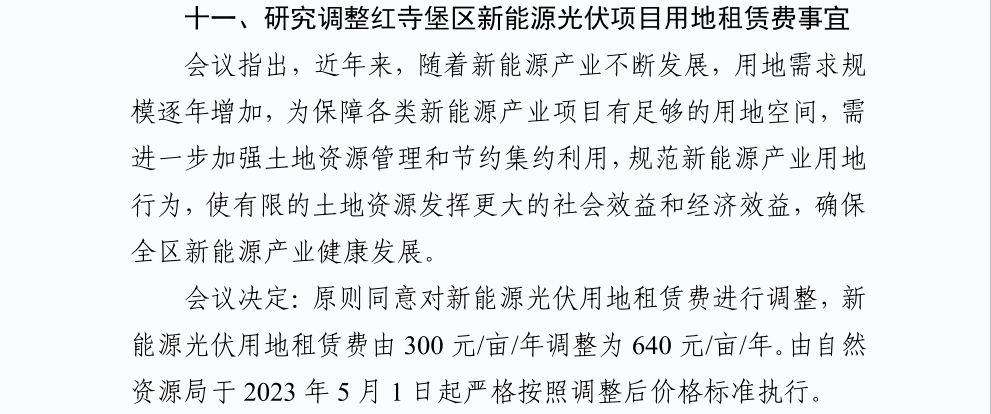 十一、研究调整红寺堡区新能源光伏项目用地租赁费事宜
会议指出，近年来，随着新能源产业不断发展，用地需求规
模逐年增加，为保障各类新能源产业项目有足够的用地空间，需
进一步加强土地资源管理和节约集约利用，规范新能源产业用地
行为，使有限的土地资源发挥更大的社会效益和经济效益，确保
全区新能源产业健康发展。
会议决定：原则同意对新能源光伏用地租赁费进行调整，新
能源光伏用地租赁费由 300 元/亩/年调整为 640 元/亩/年。由自然
资源局于 2023 年 5 月 1 日起严格按照调整后价格标准执行。